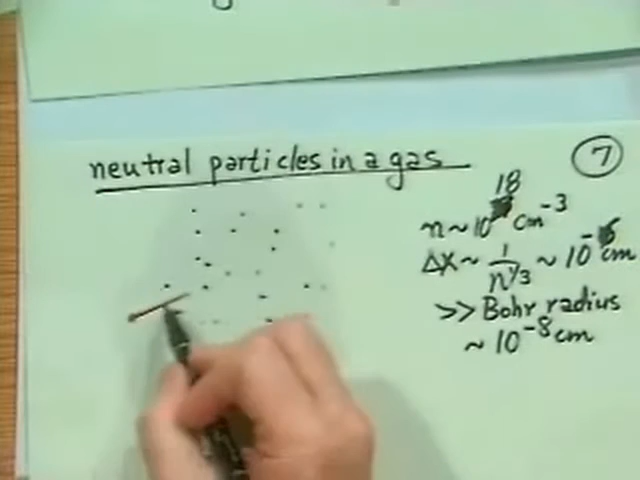 neutral particles in a gas
7
n ~ 10^18 cm^-3
Δx ~ 1/n^1/3 ~ 10^-6 cm
>> Bohr radius
~ 10^-8 cm